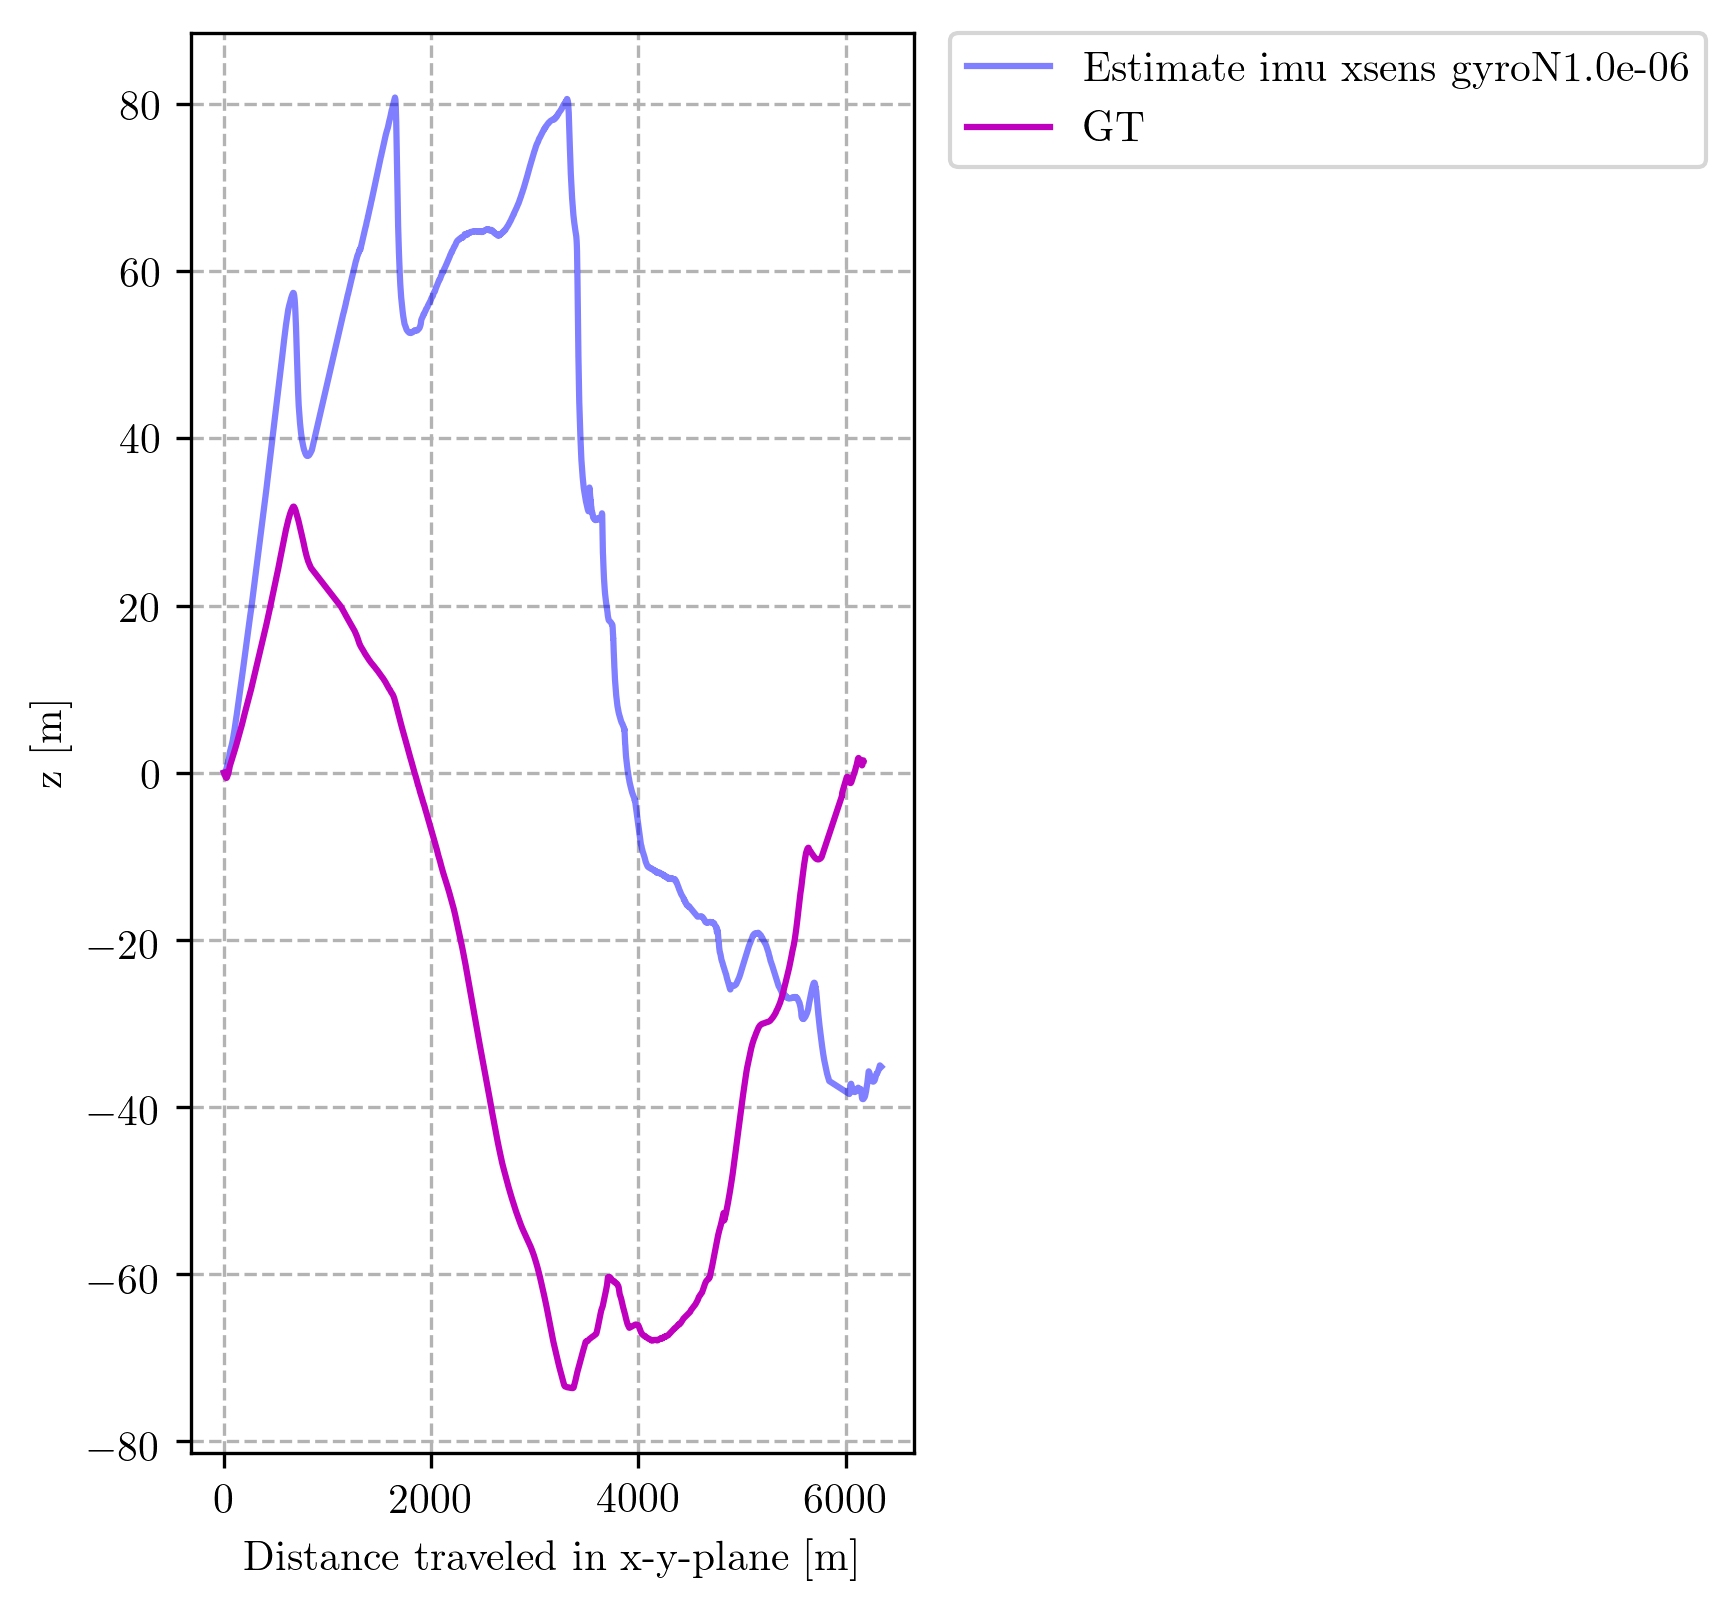 Estimate imu xsens gyroN1.0e-06
GT
80
60
40
20
0
−20
−40
−60
−80
z [m]
0 2000 4000 6000
Distance traveled in x-y-plane [m]